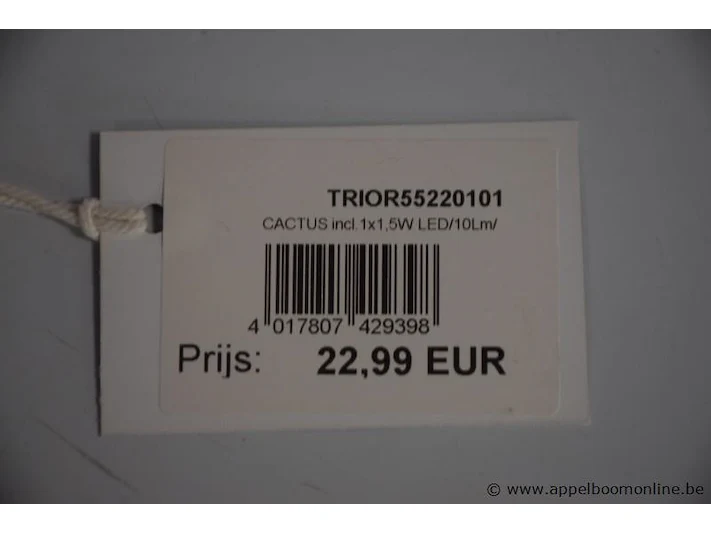 TRIOR55220101
CACTUS incl.1x1,5W LED/10Lm/
4 017807 429398
Prijs: 22,99 EUR
© www.appelboomonline.be